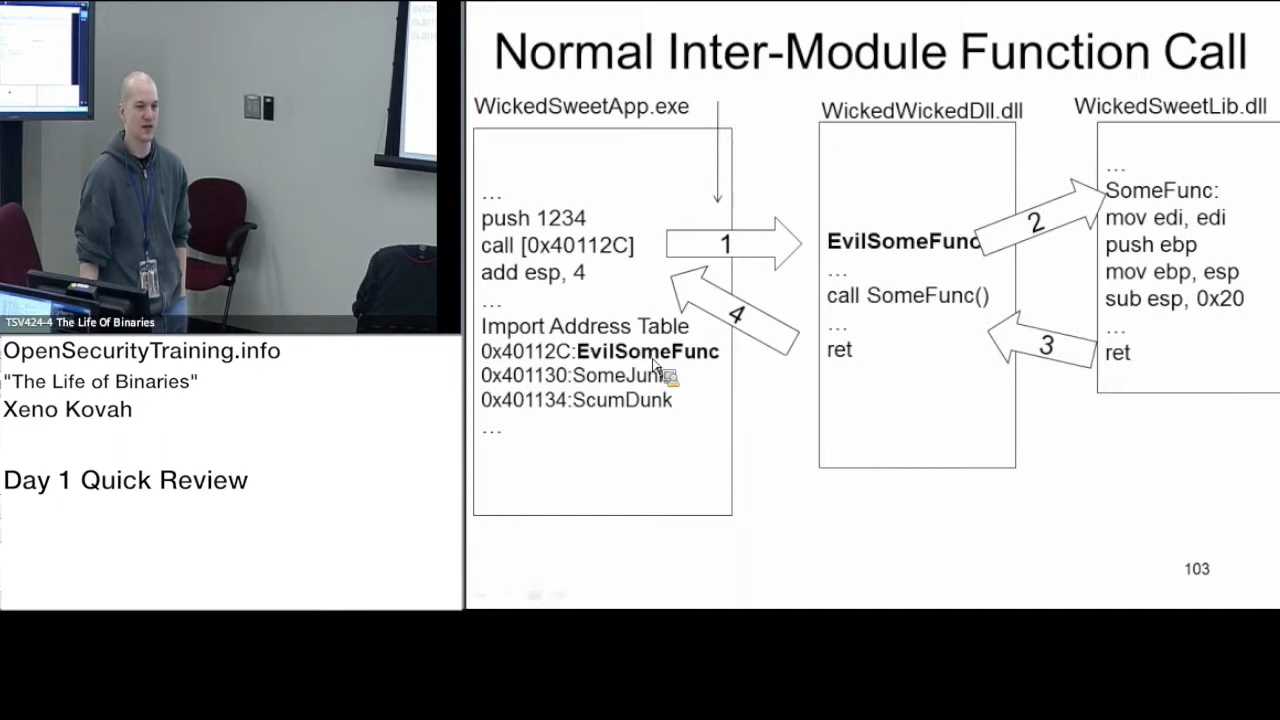 Normal Inter-Module Function Call
WickedSweetApp.exe
...
push 1234
call [0x40112C]
add esp, 4
...
Import Address Table
0x40112C:EvilSomeFunc
0x401130:SomeJunk
0x401134:ScumDunk
...
1
4
WickedWickedDll.dll
EvilSomeFunc
...
call SomeFunc()
...
ret
2
3
WickedSweetLib.dll
...
SomeFunc:
mov edi, edi
push ebp
mov ebp, esp
sub esp, 0x20
...
ret
103
TSV424-4 The Life Of Binaries
OpenSecurityTraining.info
"The Life of Binaries"
Xeno Kovah
Day 1 Quick Review